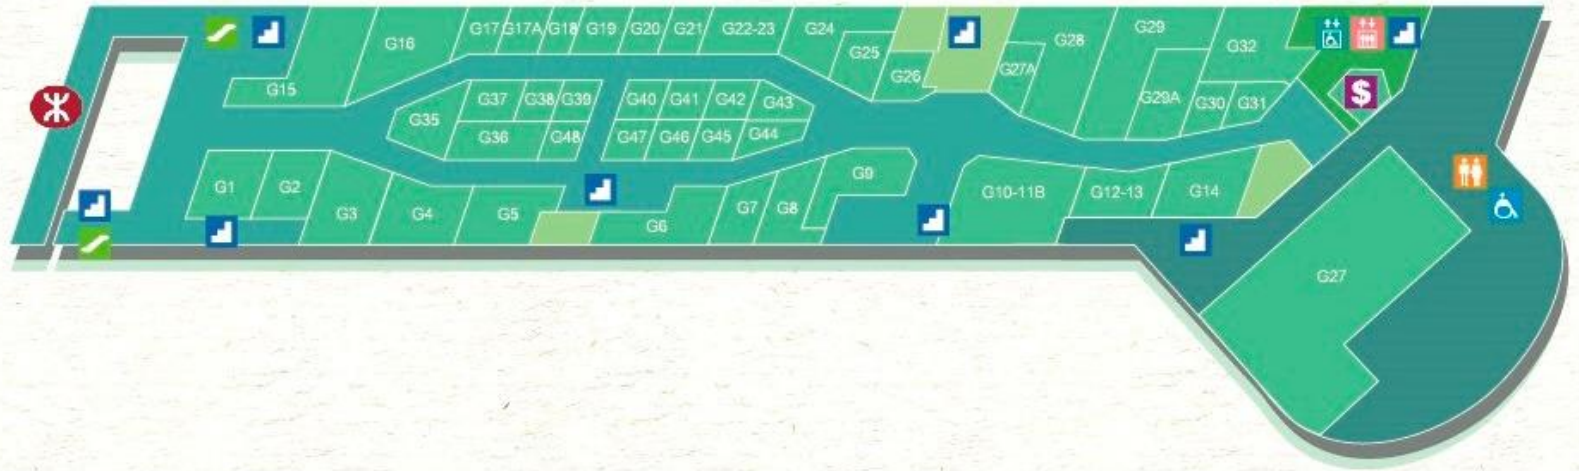 G17 G17A G18 G19 G20 G21 G22-23 G24 G29
G16 G28 G32
G25
G26 G27A
G15 G29A G30 G31 $
G35 G37 G38 G39 G40 G41 G42 G43
G36 G48 G47 G46 G45 G44
G1 G2 G9 G10-11B G12-13 G14
G3 G4 G5 G6 G7 G8
G27